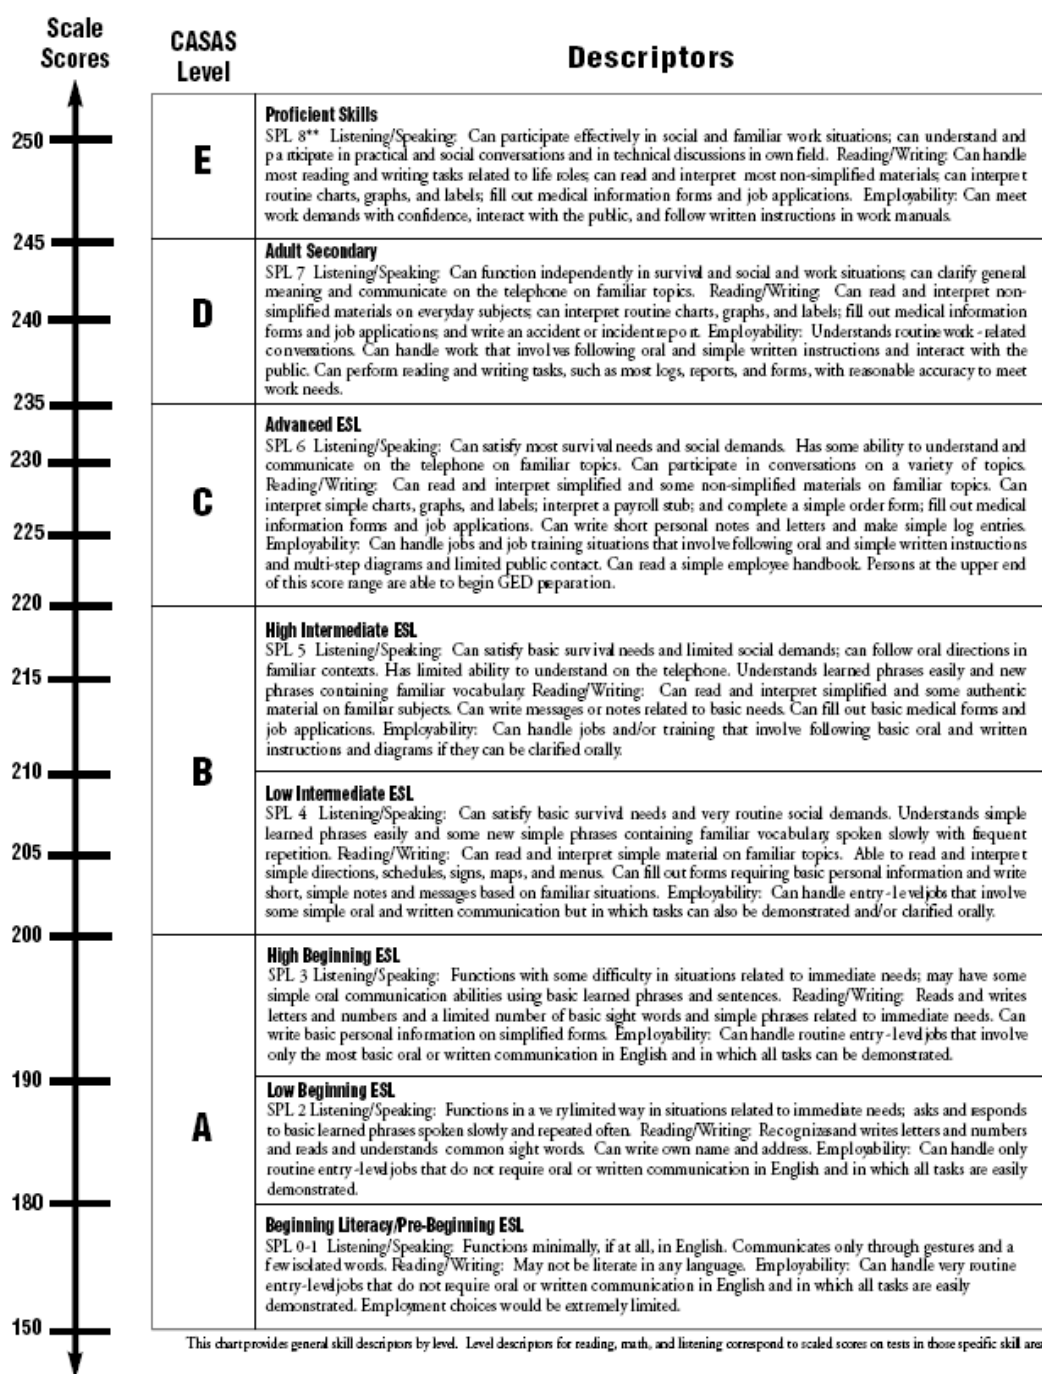 Scale
Scores
CASAS
Level
Descriptors
250
245
240
235
230
225
220
215
210
205
200
190
180
150
E
Proficient Skills
SPL 8** Listening/Speaking: Can participate effectively in social and familiar work situations; can understand and
participate in practical and social conversations and in technical discussions in own field. Reading/Writing: Can handle
most reading and writing tasks related to life roles; can read and interpret most non-simplified materials; can interpret
routine charts, graphs, and labels; fill out medical information forms and job applications. Employability: Can meet
work demands with confidence, interact with the public, and follow written instructions in work manuals.
D
Adult Secondary
SPL 7 Listening/Speaking: Can function independently in survival and social and work situations; can clarify general
meaning and communicate on the telephone on familiar topics. Reading/Writing: Can read and interpret non-
simplified materials on everyday subjects; can interpret routine charts, graphs, and labels; fill out medical information
forms and job applications; and write an accident or incident report. Employability: Understands routine work-related
conversations. Can handle work that involves following oral and simple written instructions and interact with the
public. Can perform reading and writing tasks, such as most logs, reports, and forms, with reasonable accuracy to meet
work needs.
C
Advanced ESL
SPL 6 Listening/Speaking: Can satisfy most survival needs and social demands. Has some ability to understand and
communicate on the telephone on familiar topics. Can participate in conversations on a variety of topics.
Reading/Writing: Can read and interpret simplified and some non-simplified materials on familiar topics. Can
interpret simple charts, graphs, and labels; interpret a payroll stub; and complete a simple order form; fill out medical
information forms and job applications. Can write short personal notes and letters and make simple log entries.
Employability: Can handle jobs and job training situations that involve following oral and simple written instructions
and multi-step diagrams and limited public contact. Can read a simple employee handbook. Persons at the upper end
of this score range are able to begin GED preparation.
B
High Intermediate ESL
SPL 5 Listening/Speaking: Can satisfy basic survival needs and limited social demands; can follow oral directions in
familiar contexts. Has limited ability to understand on the telephone. Understands learned phrases easily and new
phrases containing familiar vocabulary. Reading/Writing: Can read and interpret simplified and some authentic
material on familiar subjects. Can write messages or notes related to basic needs. Can fill out basic medical forms and
job applications. Employability: Can handle jobs and/or training that involve following basic oral and written
instructions and diagrams if they can be clarified orally.
Low Intermediate ESL
SPL 4 Listening/Speaking: Can satisfy basic survival needs and very routine social demands. Understands simple
learned phrases easily and some new simple phrases containing familiar vocabulary, spoken slowly with frequent
repetition. Reading/Writing: Can read and interpret simple material on familiar topics. Able to read and interpret
simple directions, schedules, signs, maps, and menus. Can fill out forms requiring basic personal information and write
short, simple notes and messages based on familiar situations. Employability: Can handle entry-level jobs that involve
some simple oral and written communication but in which tasks can also be demonstrated and/or clarified orally.
A
High Beginning ESL
SPL 3 Listening/Speaking: Functions with some difficulty in situations related to immediate needs; may have some
simple oral communication abilities using basic learned phrases and sentences. Reading/Writing: Reads and writes
letters and numbers and a limited number of basic sight words and simple phrases related to immediate needs. Can
write basic personal information on simplified forms. Employability: Can handle routine entry-level jobs that involve
only the most basic oral or written communication in English and in which all tasks can be demonstrated.
Low Beginning ESL
SPL 2 Listening/Speaking: Functions in a very limited way in situations related to immediate needs; asks and responds
to basic learned phrases spoken slowly and repeated often. Reading/Writing: Recognizes and writes letters and numbers
and reads and understands common sight words. Can write own name and address. Employability: Can handle only
routine entry-level jobs that do not require oral or written communication in English and in which all tasks are easily
demonstrated.
Beginning Literacy/Pre-Beginning ESL
SPL 0-1 Listening/Speaking: Functions minimally, if at all, in English. Communicates only through gestures and a
few isolated words. Reading/Writing: May not be literate in any language. Employability: Can handle very routine
entry-level jobs that do not require oral or written communication in English and in which all tasks are easily
demonstrated. Employment choices would be extremely limited.
This chart provides general skill descriptors by level. Level descriptors for reading, math, and listening correspond to scaled scores on tests in those specific skill area